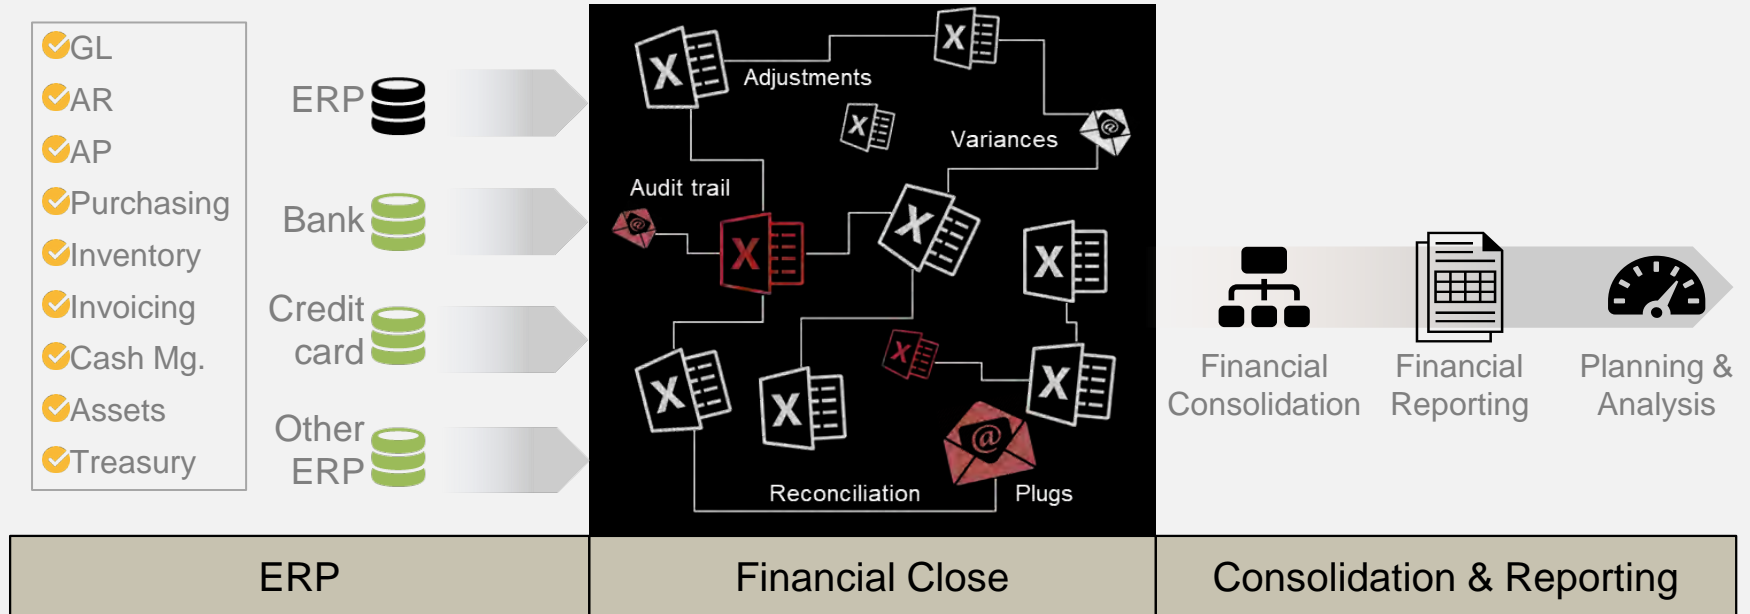 GL
AR
AP
Purchasing
Inventory
Invoicing
Cash Mg.
Assets
Treasury
ERP
Bank
Credit
card
Other
ERP
X
X
Adjustments
X
@
Variances
Audit trail
@
X
X
X
X
X
X
X
@
Reconciliation
Plugs
Financial
Consolidation
Financial
Reporting
Planning &
Analysis
ERP
Financial Close
Consolidation & Reporting